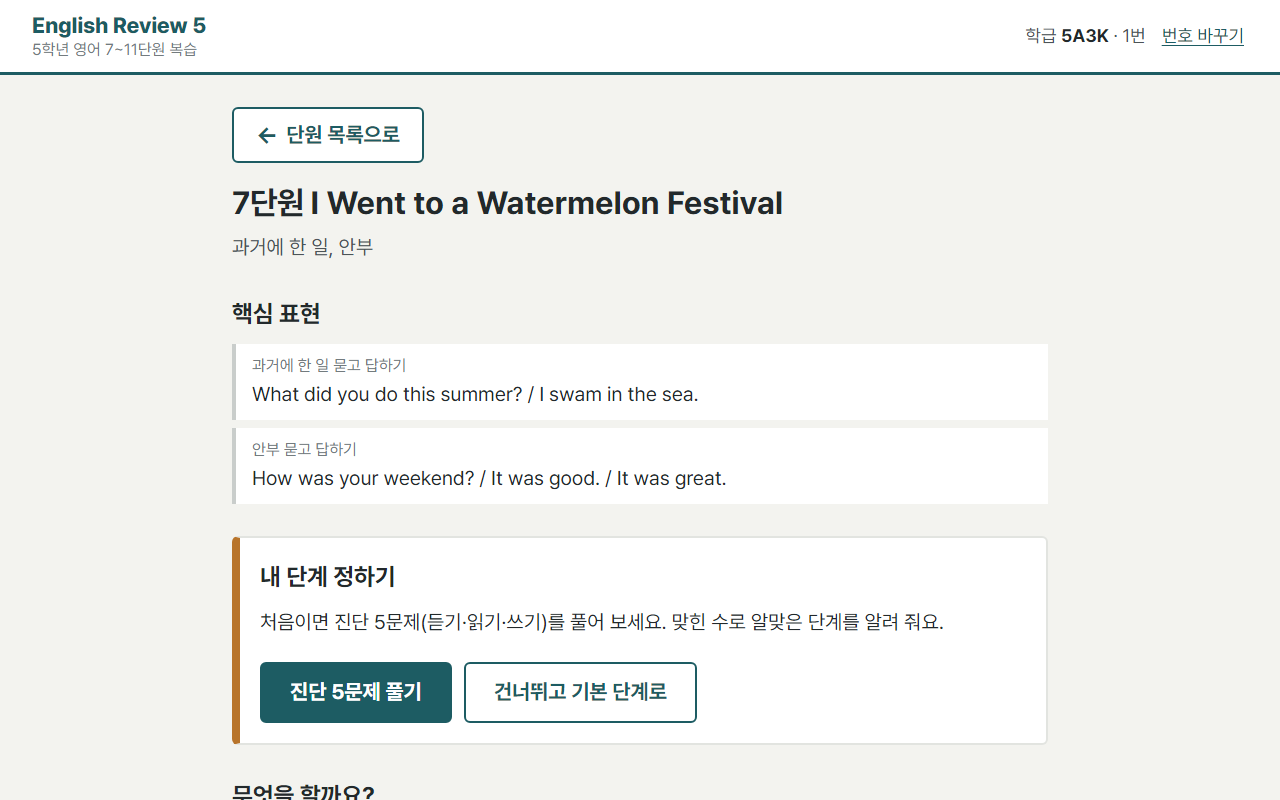 English Review 5
5학년 영어 7~11단원 복습
학급 5A3K · 1번 번호 바꾸기
← 단원 목록으로
7단원 I Went to a Watermelon Festival
과거에 한 일, 안부
핵심 표현
과거에 한 일 묻고 답하기
What did you do this summer? / I swam in the sea.
안부 묻고 답하기
How was your weekend? / It was good. / It was great.
내 단계 정하기
처음이면 진단 5문제(듣기·읽기·쓰기)를 풀어 보세요. 맞힌 수로 알맞은 단계를 알려 줘요.
진단 5문제 풀기
건너뛰고 기본 단계로
무엇을 할까요?